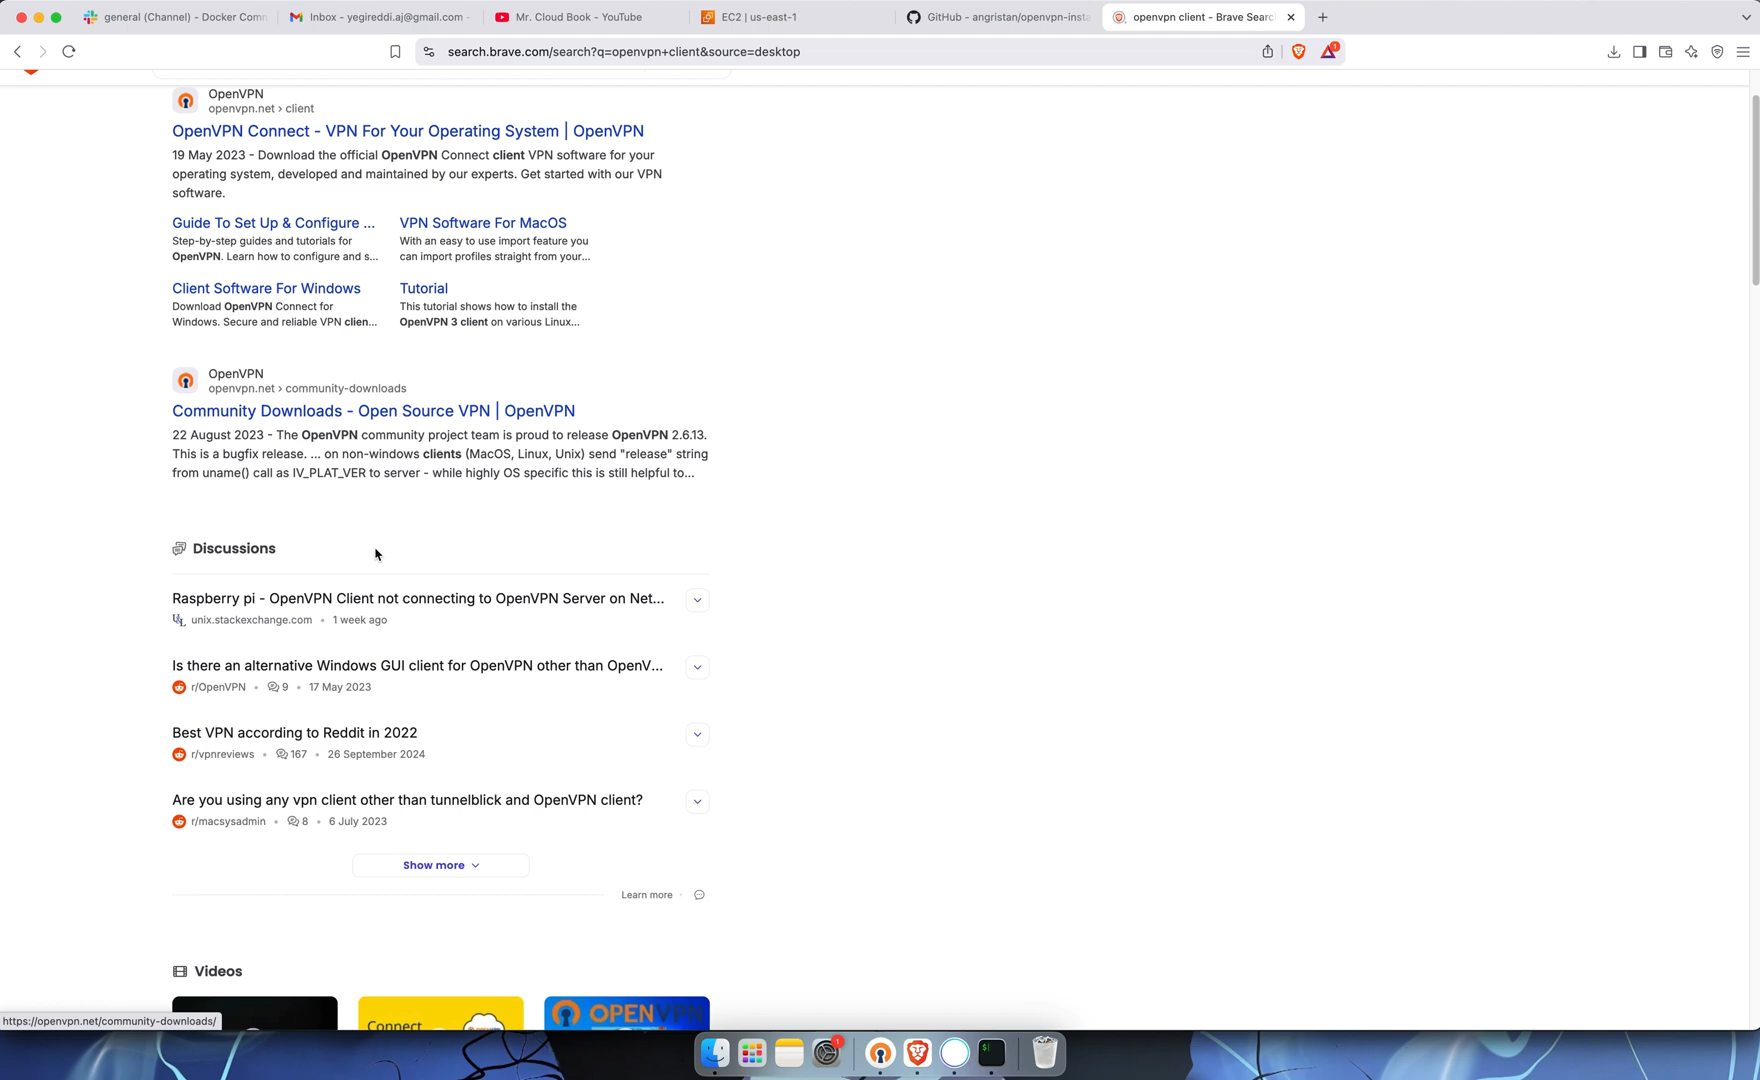 general (Channel) - Docker Comm
Inbox - yegireddi.aj@gmail.com -
Mr. Cloud Book - YouTube
EC2 | us-east-1
GitHub - angristan/openvpn-insta
openvpn client - Brave Search
search.brave.com/search?q=openvpn+client&source=desktop
1
OpenVPN
openvpn.net › client
OpenVPN Connect - VPN For Your Operating System | OpenVPN
19 May 2023 - Download the official OpenVPN Connect client VPN software for your
operating system, developed and maintained by our experts. Get started with our VPN
software.
Guide To Set Up & Configure ...
Step-by-step guides and tutorials for
OpenVPN. Learn how to configure and s...
VPN Software For MacOS
With an easy to use import feature you
can import profiles straight from your...
Client Software For Windows
Download OpenVPN Connect for
Windows. Secure and reliable VPN clien...
Tutorial
This tutorial shows how to install the
OpenVPN 3 client on various Linux...
OpenVPN
openvpn.net › community-downloads
Community Downloads - Open Source VPN | OpenVPN
22 August 2023 - The OpenVPN community project team is proud to release OpenVPN 2.6.13.
This is a bugfix release. ... on non-windows clients (MacOS, Linux, Unix) send "release" string
from uname() call as IV_PLAT_VER to server - while highly OS specific this is still helpful to...
Discussions
Raspberry pi - OpenVPN Client not connecting to OpenVPN Server on Net...
unix.stackexchange.com • 1 week ago
Is there an alternative Windows GUI client for OpenVPN other than OpenV...
r/OpenVPN • 9 • 17 May 2023
Best VPN according to Reddit in 2022
r/vpnreviews • 167 • 26 September 2024
Are you using any vpn client other than tunnelblick and OpenVPN client?
r/macsysadmin • 8 • 6 July 2023
Show more
Learn more
Videos
Connect
OPENVPN
https://openvpn.net/community-downloads/
1
$